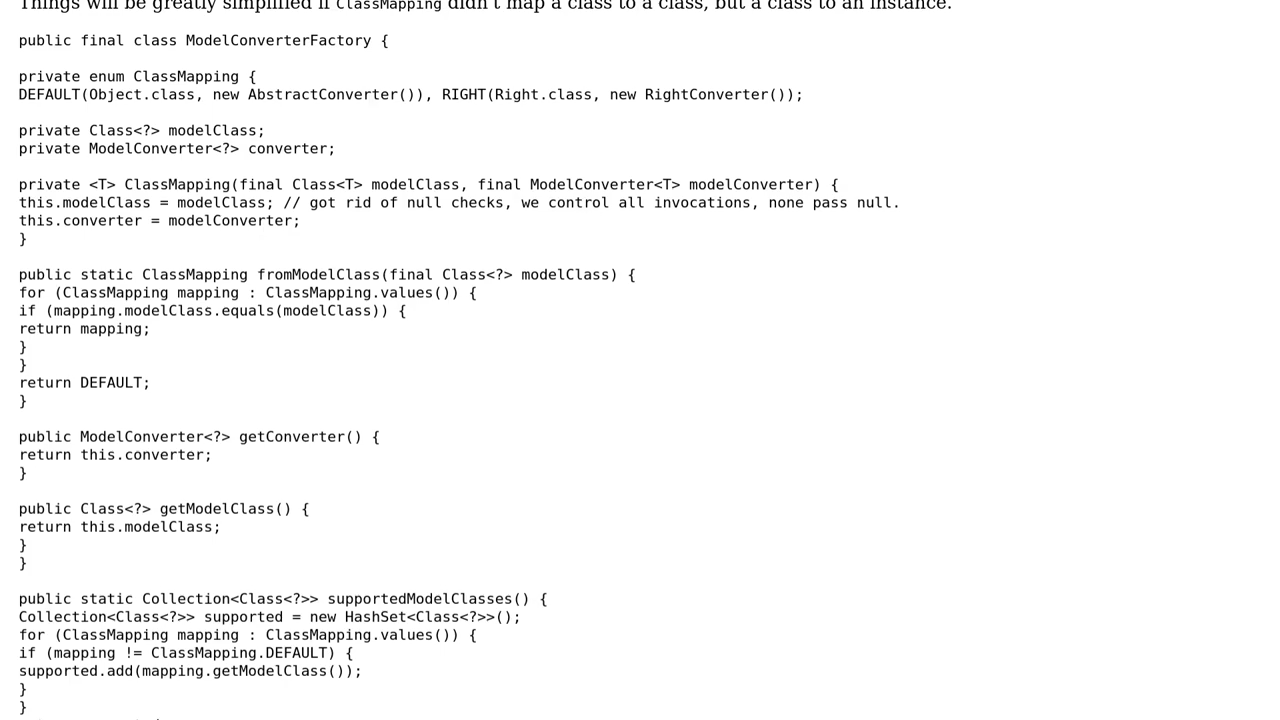 Things will be greatly simplified if ClassMapping didn't map a class to a class, but a class to an instance.
public final class ModelConverterFactory {
private enum ClassMapping {
DEFAULT(Object.class, new AbstractConverter()), RIGHT(Right.class, new RightConverter());
private Class<?> modelClass;
private ModelConverter<?> converter;
private <T> ClassMapping(final Class<T> modelClass, final ModelConverter<T> modelConverter) {
this.modelClass = modelClass; // got rid of null checks, we control all invocations, none pass null.
this.converter = modelConverter;
}
public static ClassMapping fromModelClass(final Class<?> modelClass) {
for (ClassMapping mapping : ClassMapping.values()) {
if (mapping.modelClass.equals(modelClass)) {
return mapping;
}
}
return DEFAULT;
}
public ModelConverter<?> getConverter() {
return this.converter;
}
public Class<?> getModelClass() {
return this.modelClass;
}
}
public static Collection<Class<?>> supportedModelClasses() {
Collection<Class<?>> supported = new HashSet<Class<?>>();
for (ClassMapping mapping : ClassMapping.values()) {
if (mapping != ClassMapping.DEFAULT) {
supported.add(mapping.getModelClass());
}
}